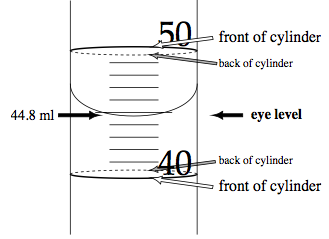 50
front of cylinder
back of cylinder
44.8 ml
eye level
back of cylinder
40
front of cylinder